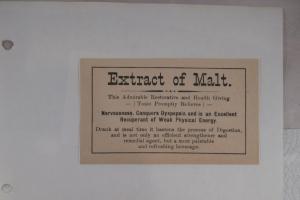 Extract of Malt.
This Admirable Restorative and Health Giving
— [Tonic Promptly Relieves] —
Nervousness, Conquers Dyspepsia and is an Excellent
Recuperant of Weak Physical Energy.
Drank at meal time it hastens the process of Digestion,
and is not only an efficient strengthener and
remedial agent, but a most palatable
and refreshing beverage.